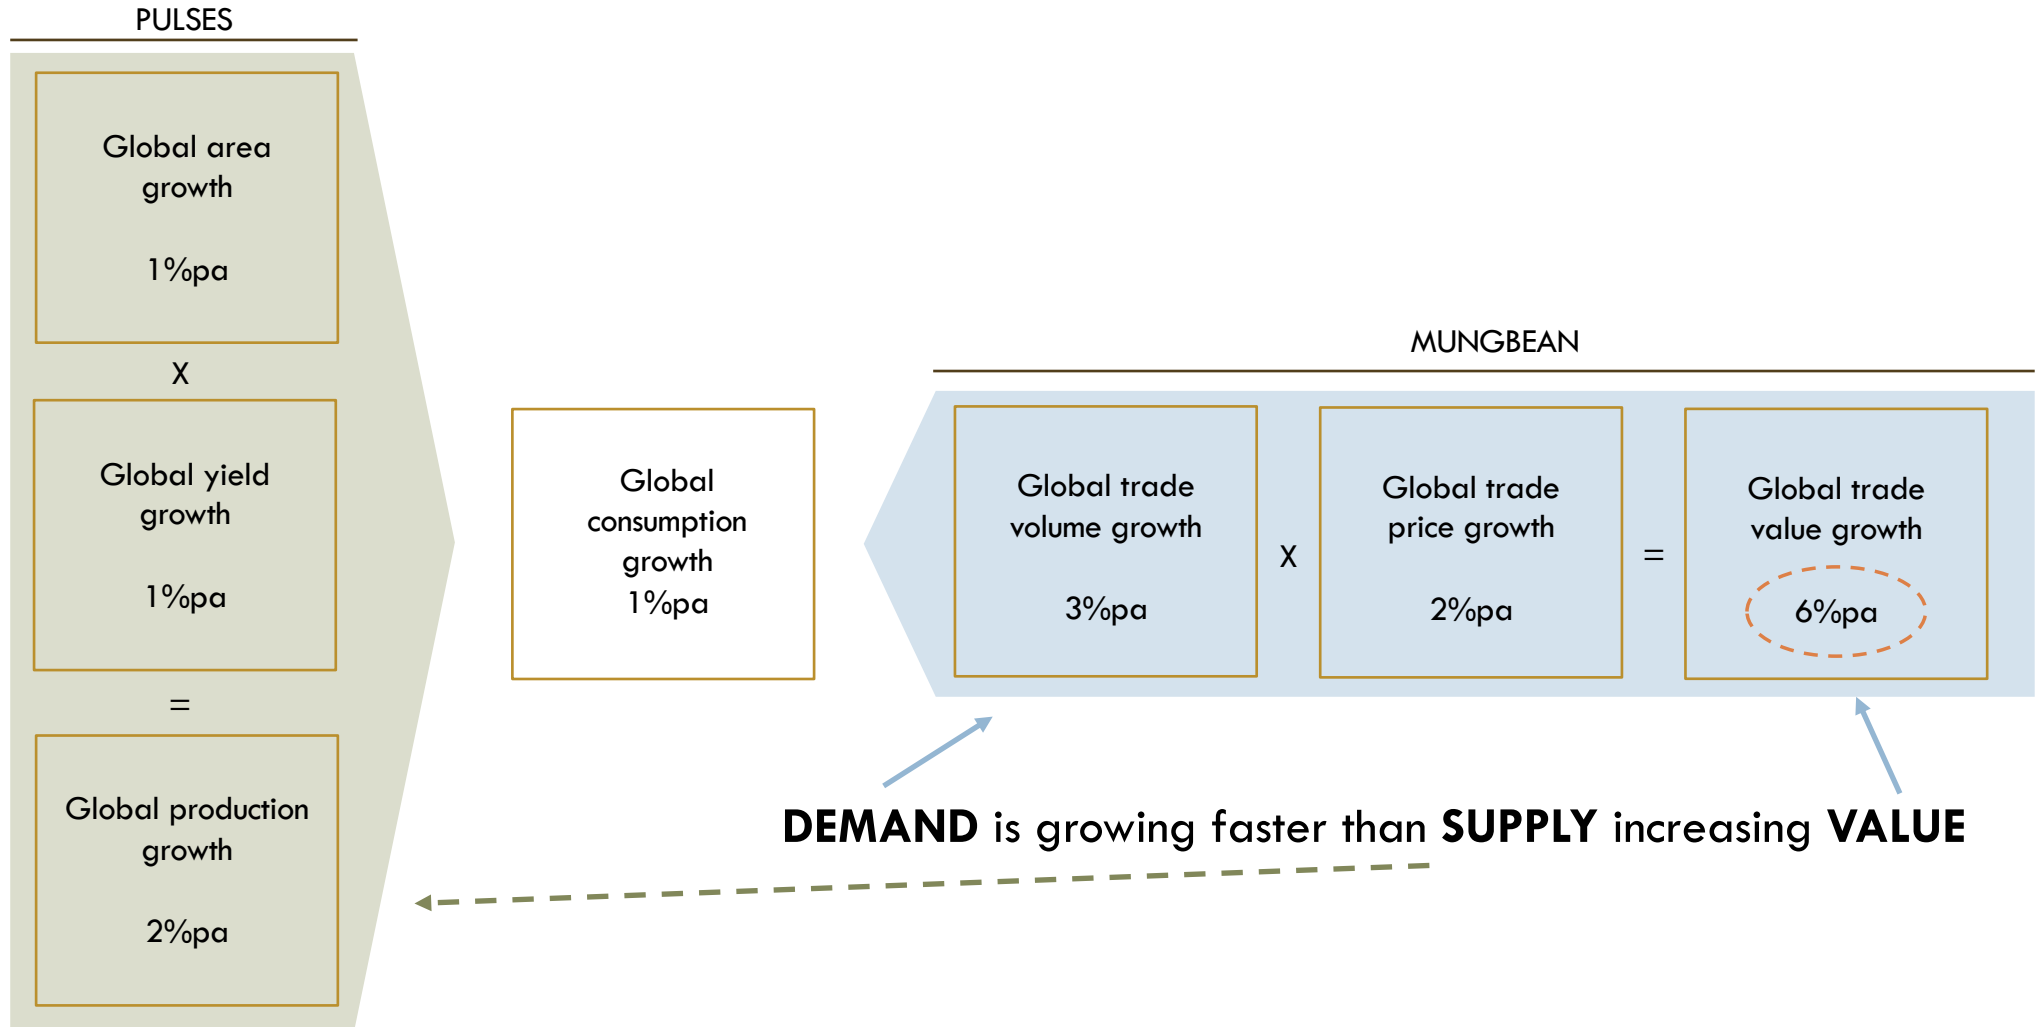 PULSES
Global area
growth
1%pa
X
Global yield
growth
1%pa
=
Global production
growth
2%pa
Global
consumption
growth
1%pa
MUNGBEAN
Global trade
volume growth
3%pa
X
Global trade
price growth
2%pa
=
Global trade
value growth
6%pa
DEMAND is growing faster than SUPPLY increasing VALUE